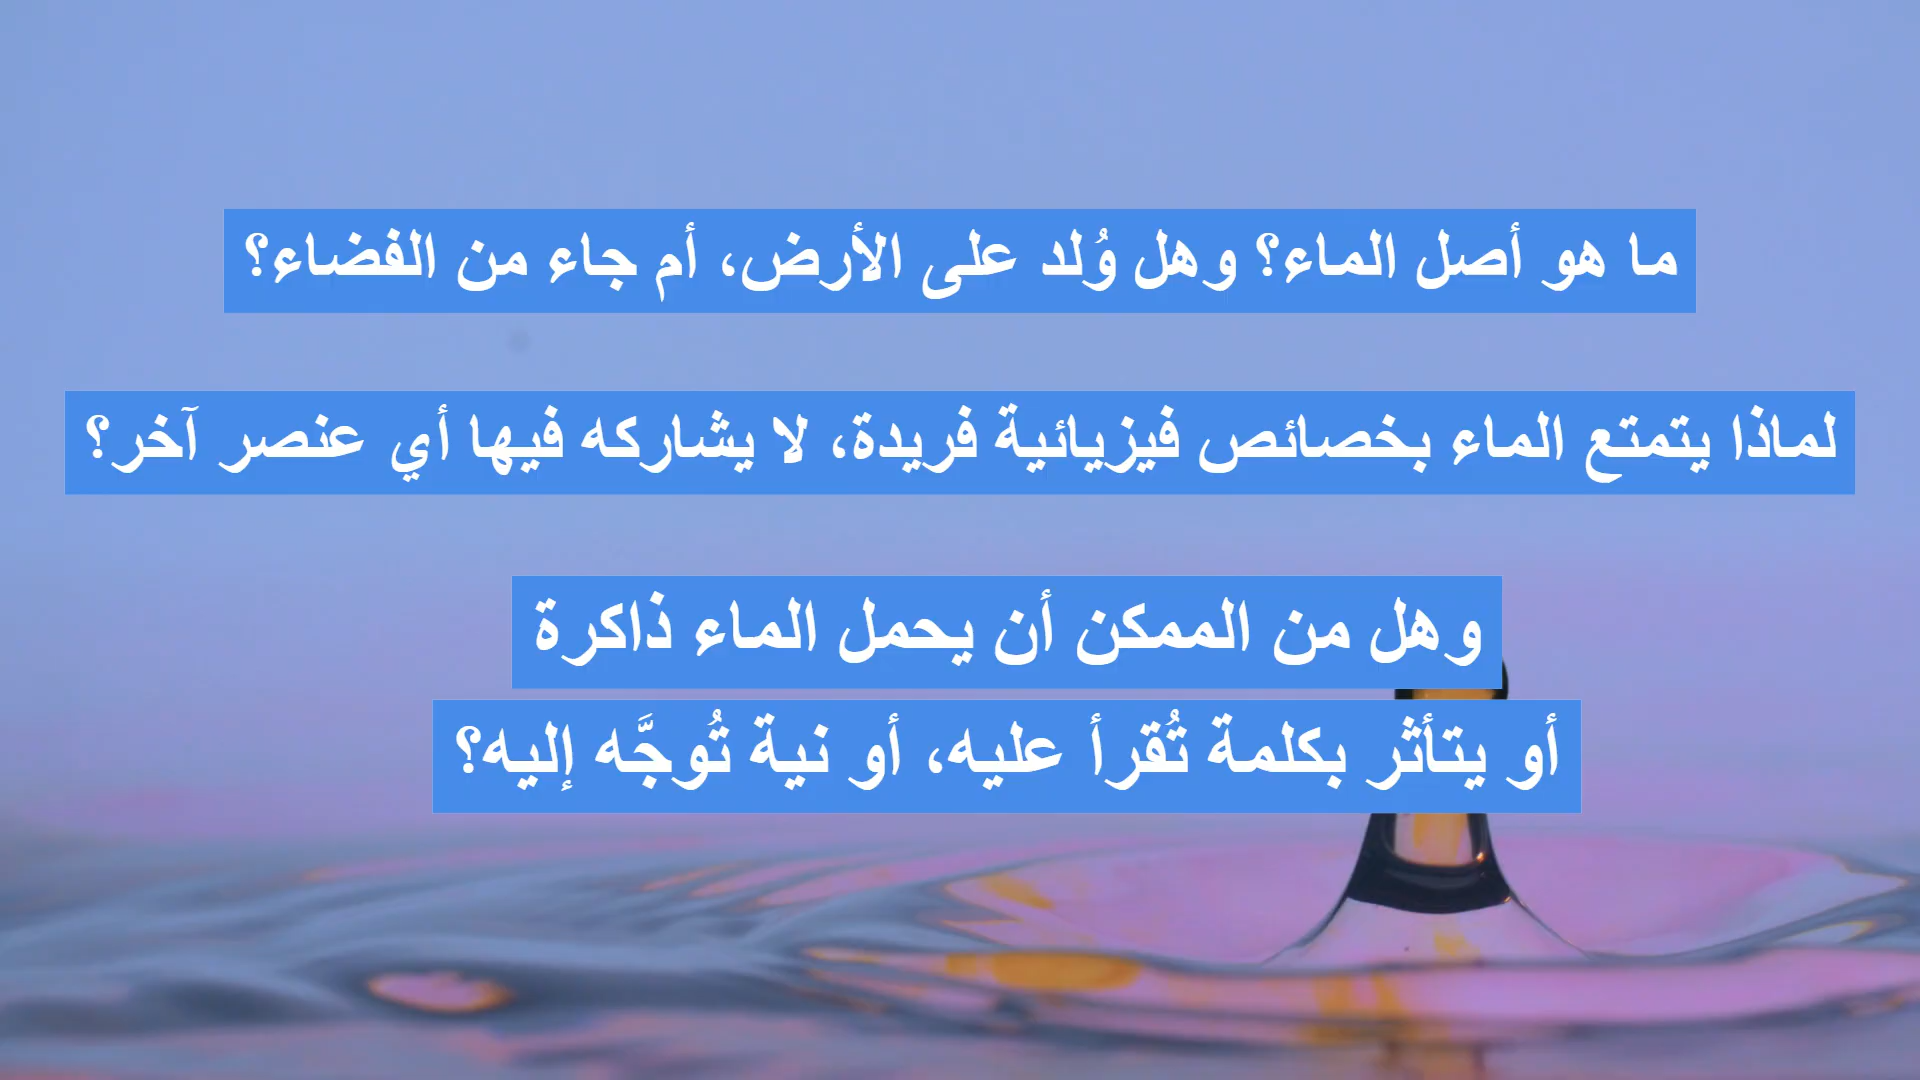 ما هو أصل الماء؟ وهل وُلد على الأرض، أم جاء من الفضاء؟
لماذا يتمتع الماء بخصائص فيزيائية فريدة، لا يشاركه فيها أي عنصر آخر؟
وهل من الممكن أن يحمل الماء ذاكرة
أو يتأثر بكلمة تُقرأ عليه، أو نية تُوجَّه إليه؟